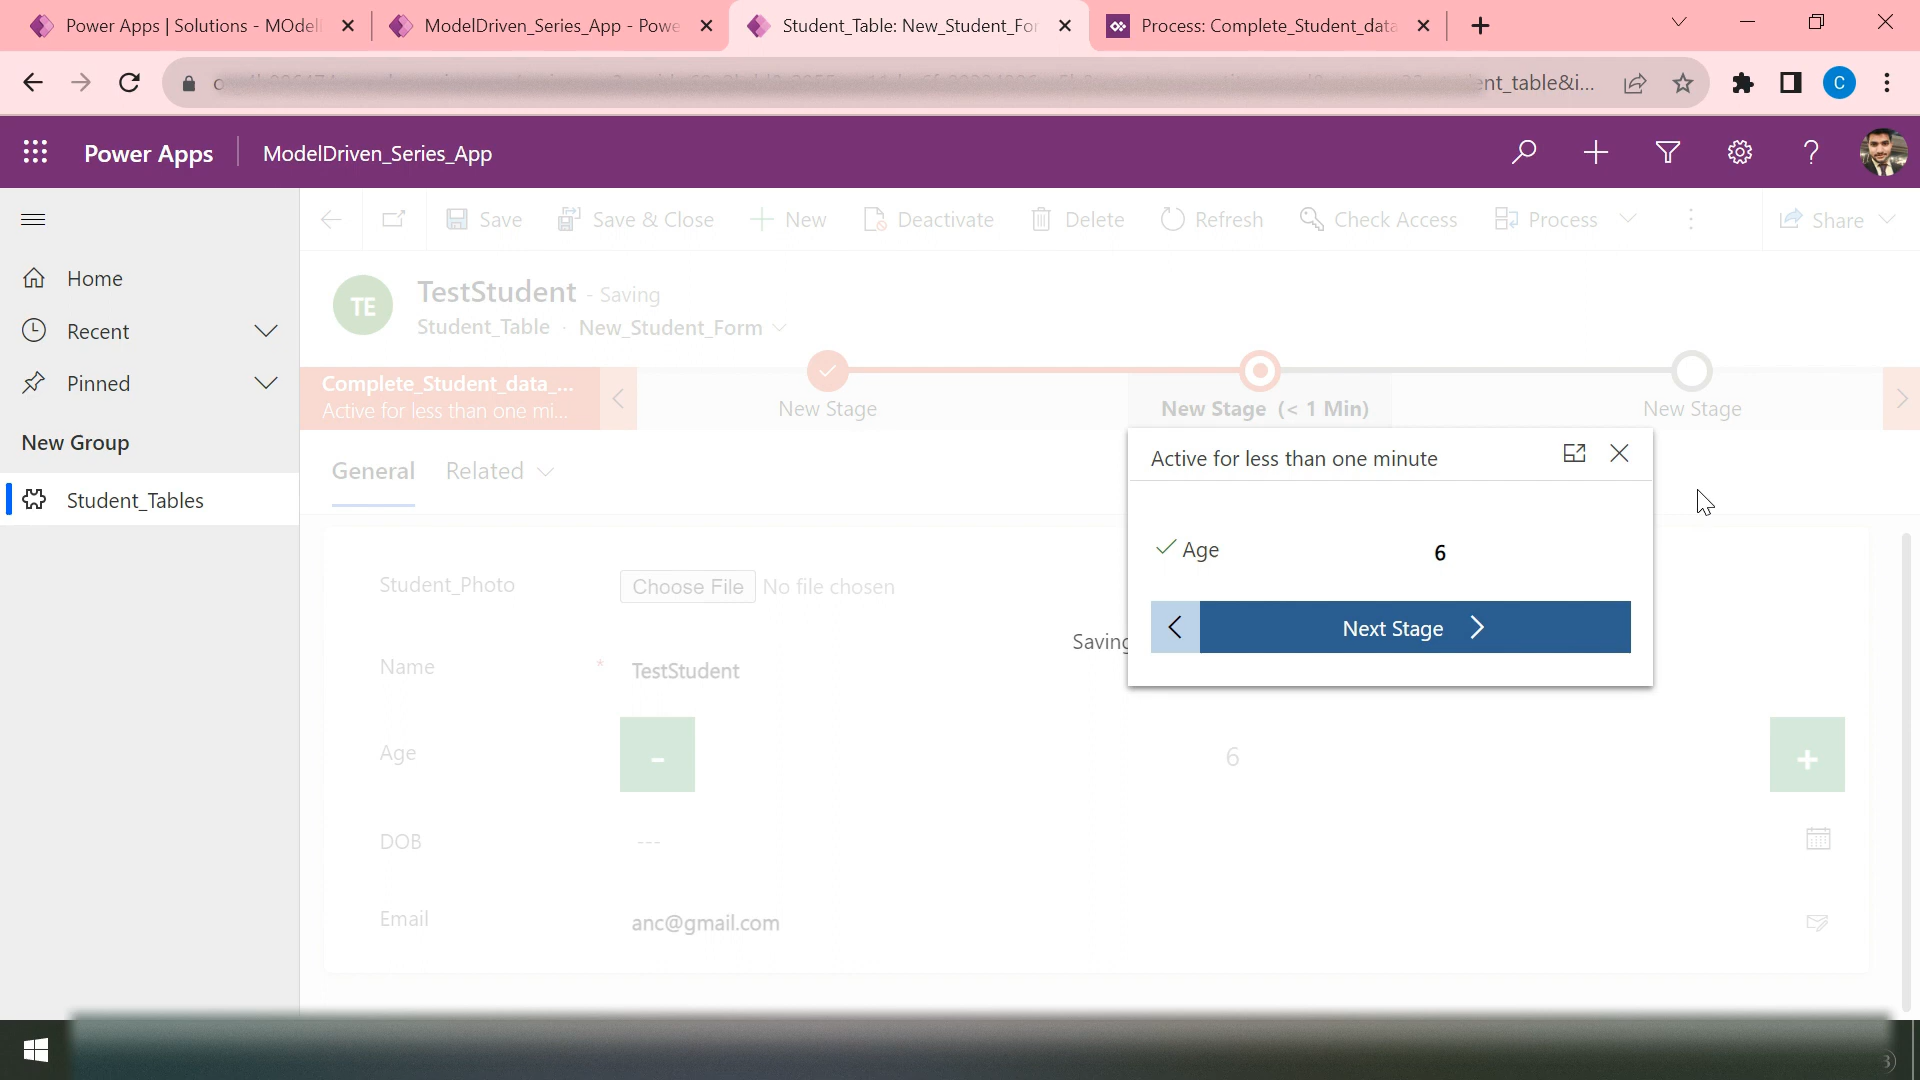 Power Apps | Solutions - MOdel
ModelDriven_Series_App - Powe
Student_Table: New_Student_For
Process: Complete_Student_data
nt_table&i...
C
Power Apps
ModelDriven_Series_App
?
Save
Save & Close
New
Deactivate
Delete
Refresh
Check Access
Process
Share
Home
Recent
Pinned
New Group
Student_Tables
TE
TestStudent - Saving
Student_Table · New_Student_Form
Complete_Student_data_...
Active for less than one mi...
New Stage
New Stage (< 1 Min)
New Stage
General
Related
Active for less than one minute
Age
6
Next Stage
Student_Photo
Choose File No file chosen
Saving
Name
*
TestStudent
Age
-
6
+
DOB
---
Email
anc@gmail.com